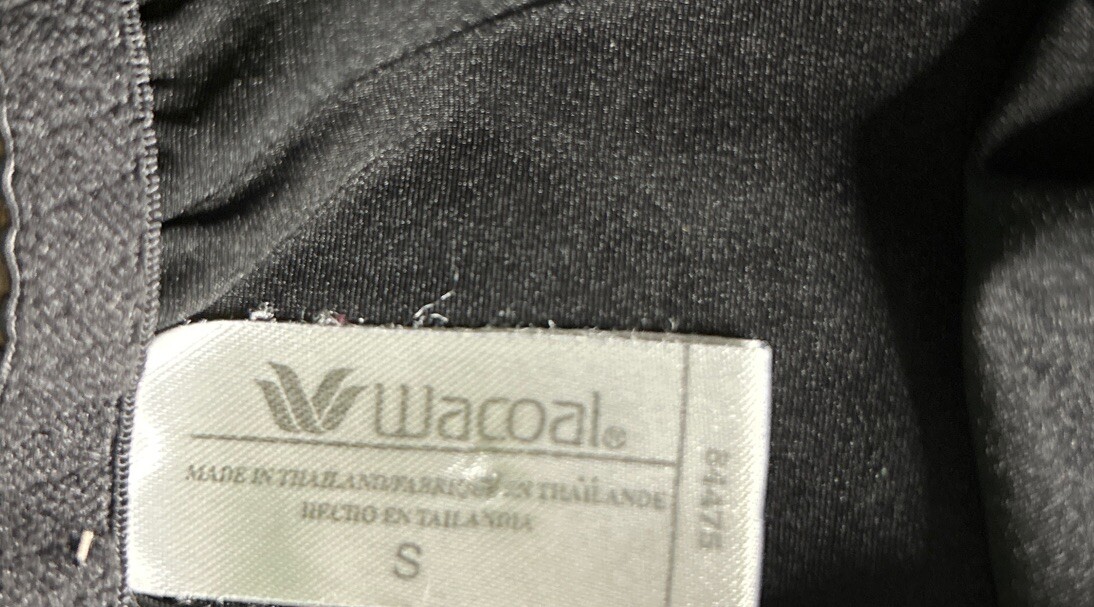 Wacoal®
MADE IN THAILAND/FABRIQUÉ EN THAÏLANDE
HECHO EN TAILANDIA
S
84475